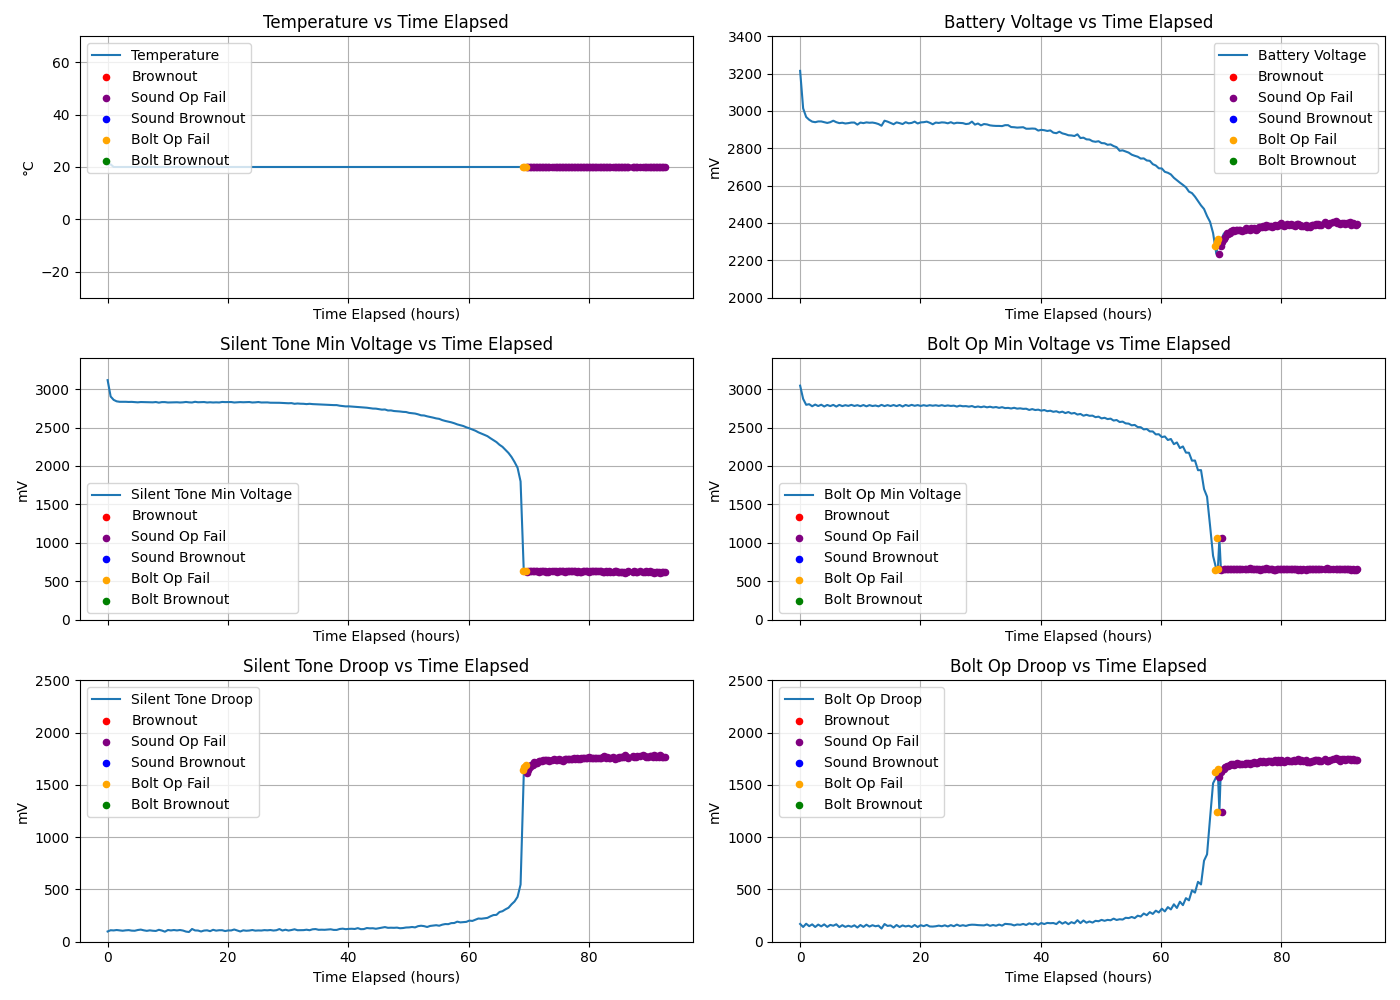 Temperature vs Time Elapsed
60
40
20
0
−20
°C
Temperature
Brownout
Sound Op Fail
Sound Brownout
Bolt Op Fail
Bolt Brownout
Time Elapsed (hours)
Battery Voltage vs Time Elapsed
3400
3200
3000
2800
2600
2400
2200
2000
mV
Battery Voltage
Brownout
Sound Op Fail
Sound Brownout
Bolt Op Fail
Bolt Brownout
Time Elapsed (hours)
Silent Tone Min Voltage vs Time Elapsed
3000
2500
2000
1500
1000
500
0
mV
Silent Tone Min Voltage
Brownout
Sound Op Fail
Sound Brownout
Bolt Op Fail
Bolt Brownout
Time Elapsed (hours)
Bolt Op Min Voltage vs Time Elapsed
3000
2500
2000
1500
1000
500
0
mV
Bolt Op Min Voltage
Brownout
Sound Op Fail
Sound Brownout
Bolt Op Fail
Bolt Brownout
Time Elapsed (hours)
Silent Tone Droop vs Time Elapsed
2500
2000
1500
1000
500
0
mV
Silent Tone Droop
Brownout
Sound Op Fail
Sound Brownout
Bolt Op Fail
Bolt Brownout
0 20 40 60 80
Time Elapsed (hours)
Bolt Op Droop vs Time Elapsed
2500
2000
1500
1000
500
0
mV
Bolt Op Droop
Brownout
Sound Op Fail
Sound Brownout
Bolt Op Fail
Bolt Brownout
0 20 40 60 80
Time Elapsed (hours)